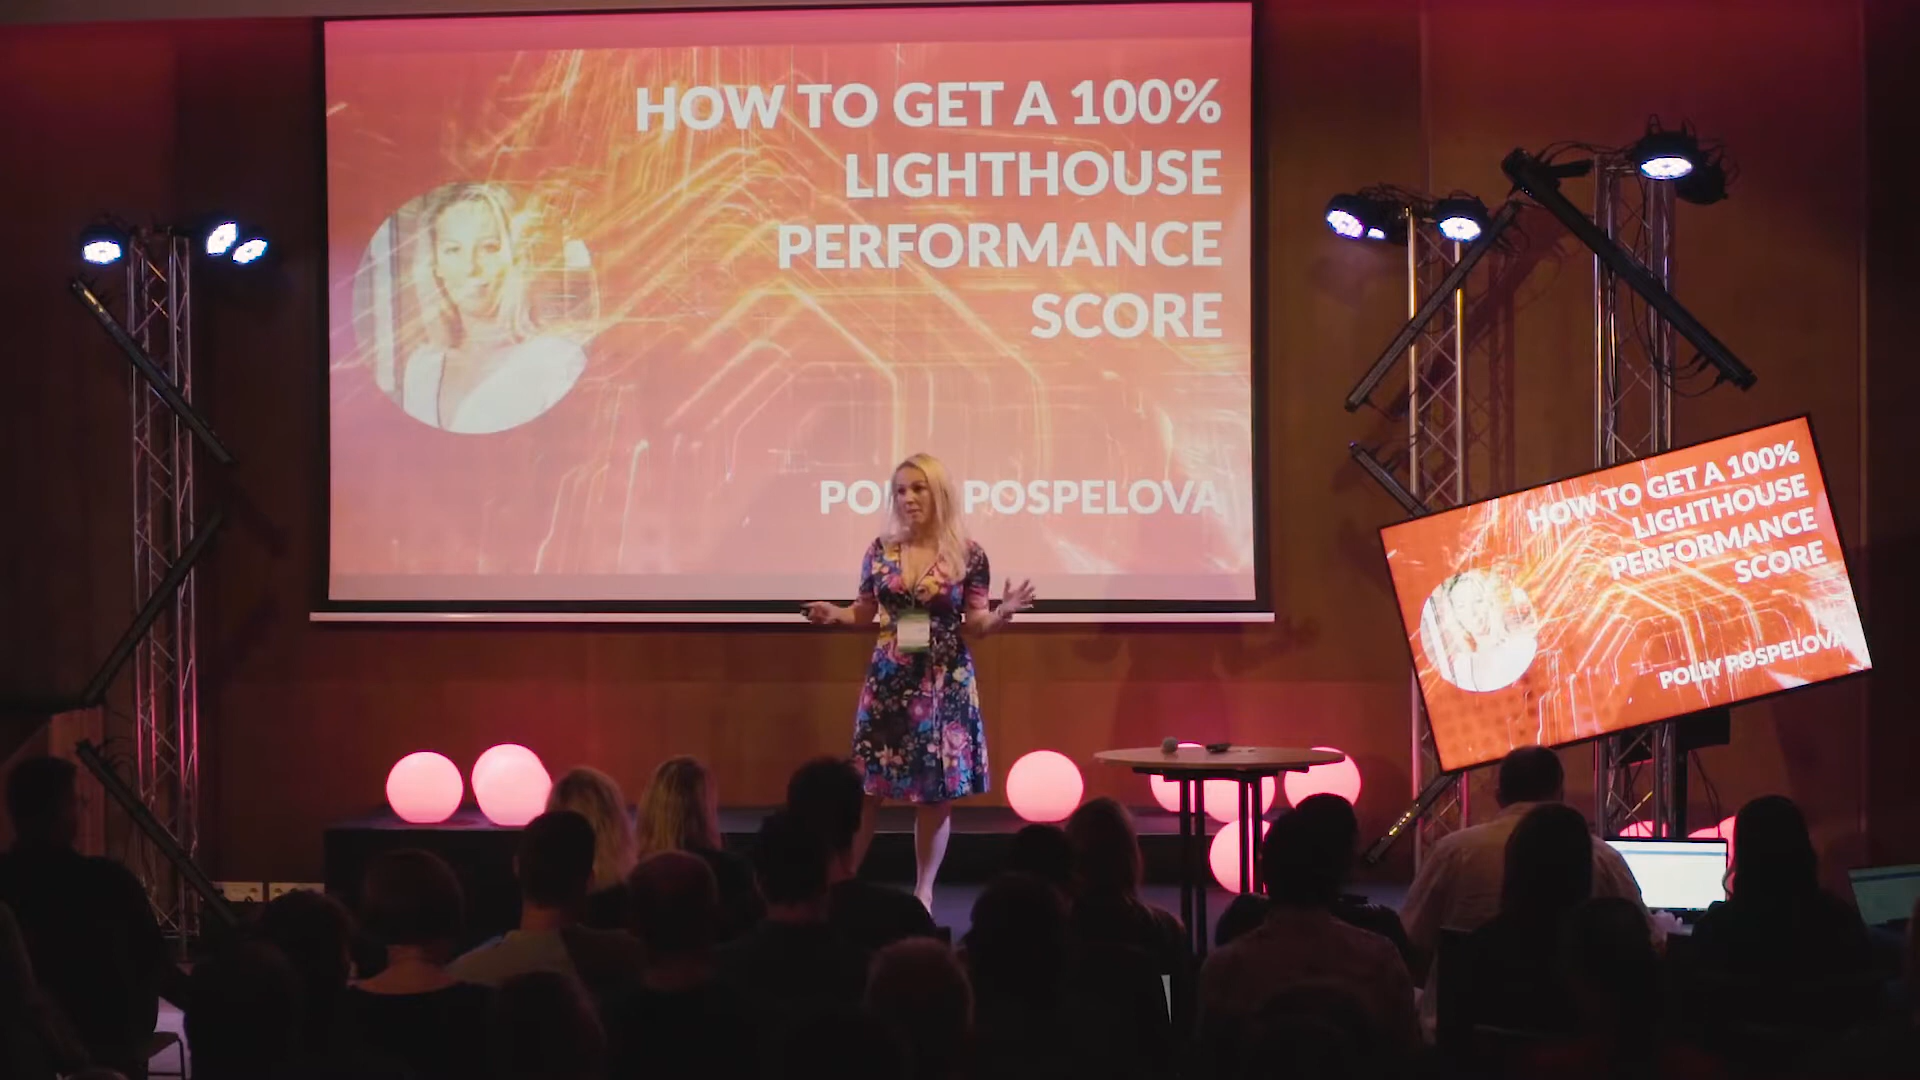 HOW TO GET A 100%
LIGHTHOUSE
PERFORMANCE
SCORE
POSPELOVA
HOW TO GET A 100%
LIGHTHOUSE
PERFORMANCE
SCORE
POLLY POSPELOVA